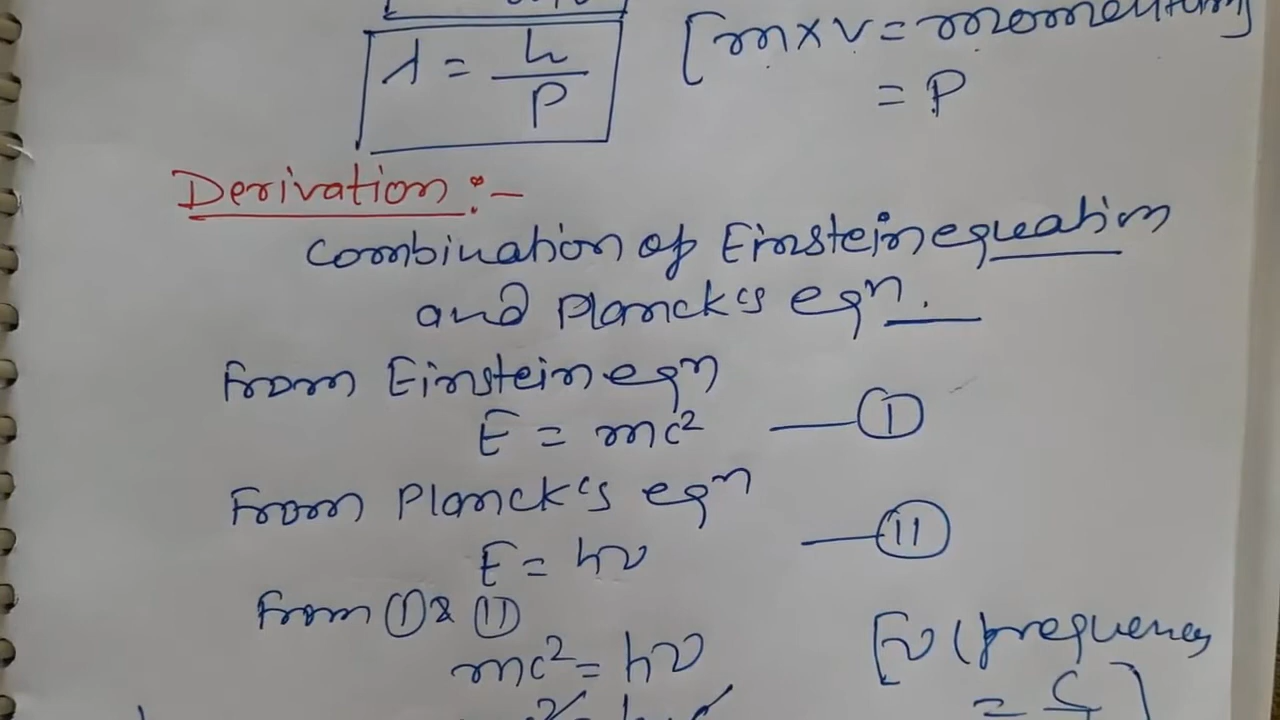 λ = h/P [m×v = momentum]
= P
Derivation :-
Combination of Einstein equation
and Planck's eqn.
From Einstein eqn
E = mc² — (I)
From Planck's eqn
E = hν — (II)
From (I) & (II)
mc² = hν [ν (frequency
= c